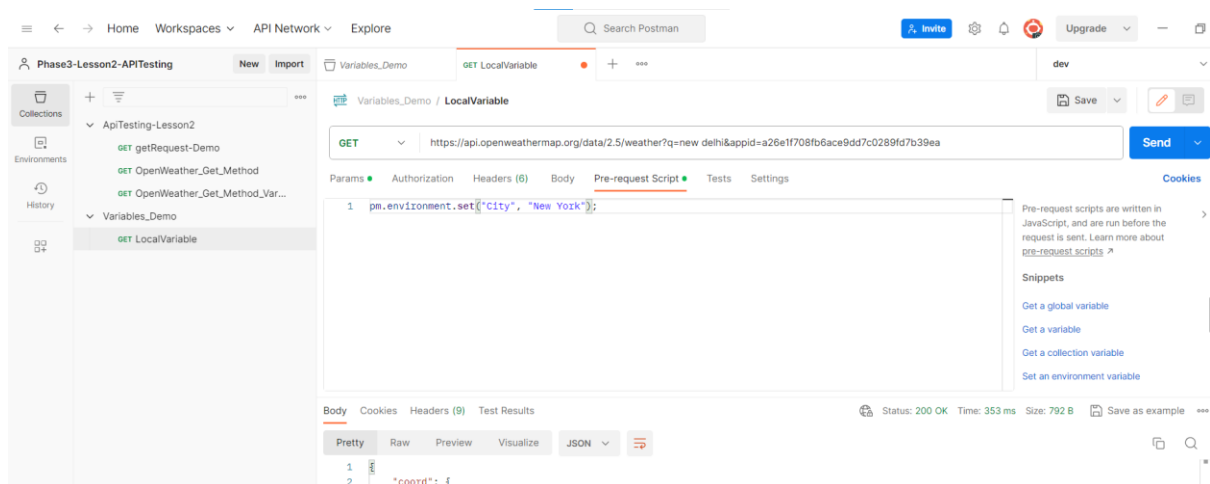 Home Workspaces API Network Explore Search Postman Invite Upgrade
Phase3-Lesson2-APITesting New Import Variables_Demo GET LocalVariable dev
Collections
Environments
History
ApiTesting-Lesson2
GET getRequest-Demo
GET OpenWeather_Get_Method
GET OpenWeather_Get_Method_Var...
Variables_Demo
GET LocalVariable
HTTP Variables_Demo / LocalVariable Save
GET https://api.openweathermap.org/data/2.5/weather?q=new delhi&appid=a26e1f708fb6ace9dd7c0289fd7b39ea Send
Params Authorization Headers (6) Body Pre-request Script Tests Settings Cookies
1 pm.environment.set("City", "New York");
Pre-request scripts are written in
JavaScript, and are run before the
request is sent. Learn more about
pre-request scripts
Snippets
Get a global variable
Get a variable
Get a collection variable
Set an environment variable
Body Cookies Headers (9) Test Results Status: 200 OK Time: 353 ms Size: 792 B Save as example
Pretty Raw Preview Visualize JSON
1 {
2 "coord": {